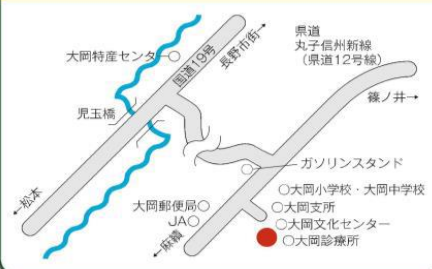 県道
丸子信州新線
（県道12号線）
長野市街→
国道19号
大岡特産センター
篠ノ井→
児玉橋
ガソリンスタンド
大岡小学校・大岡中学校
←松本
大岡郵便局
大岡支所
JA
大岡文化センター
←麻績
大岡診療所